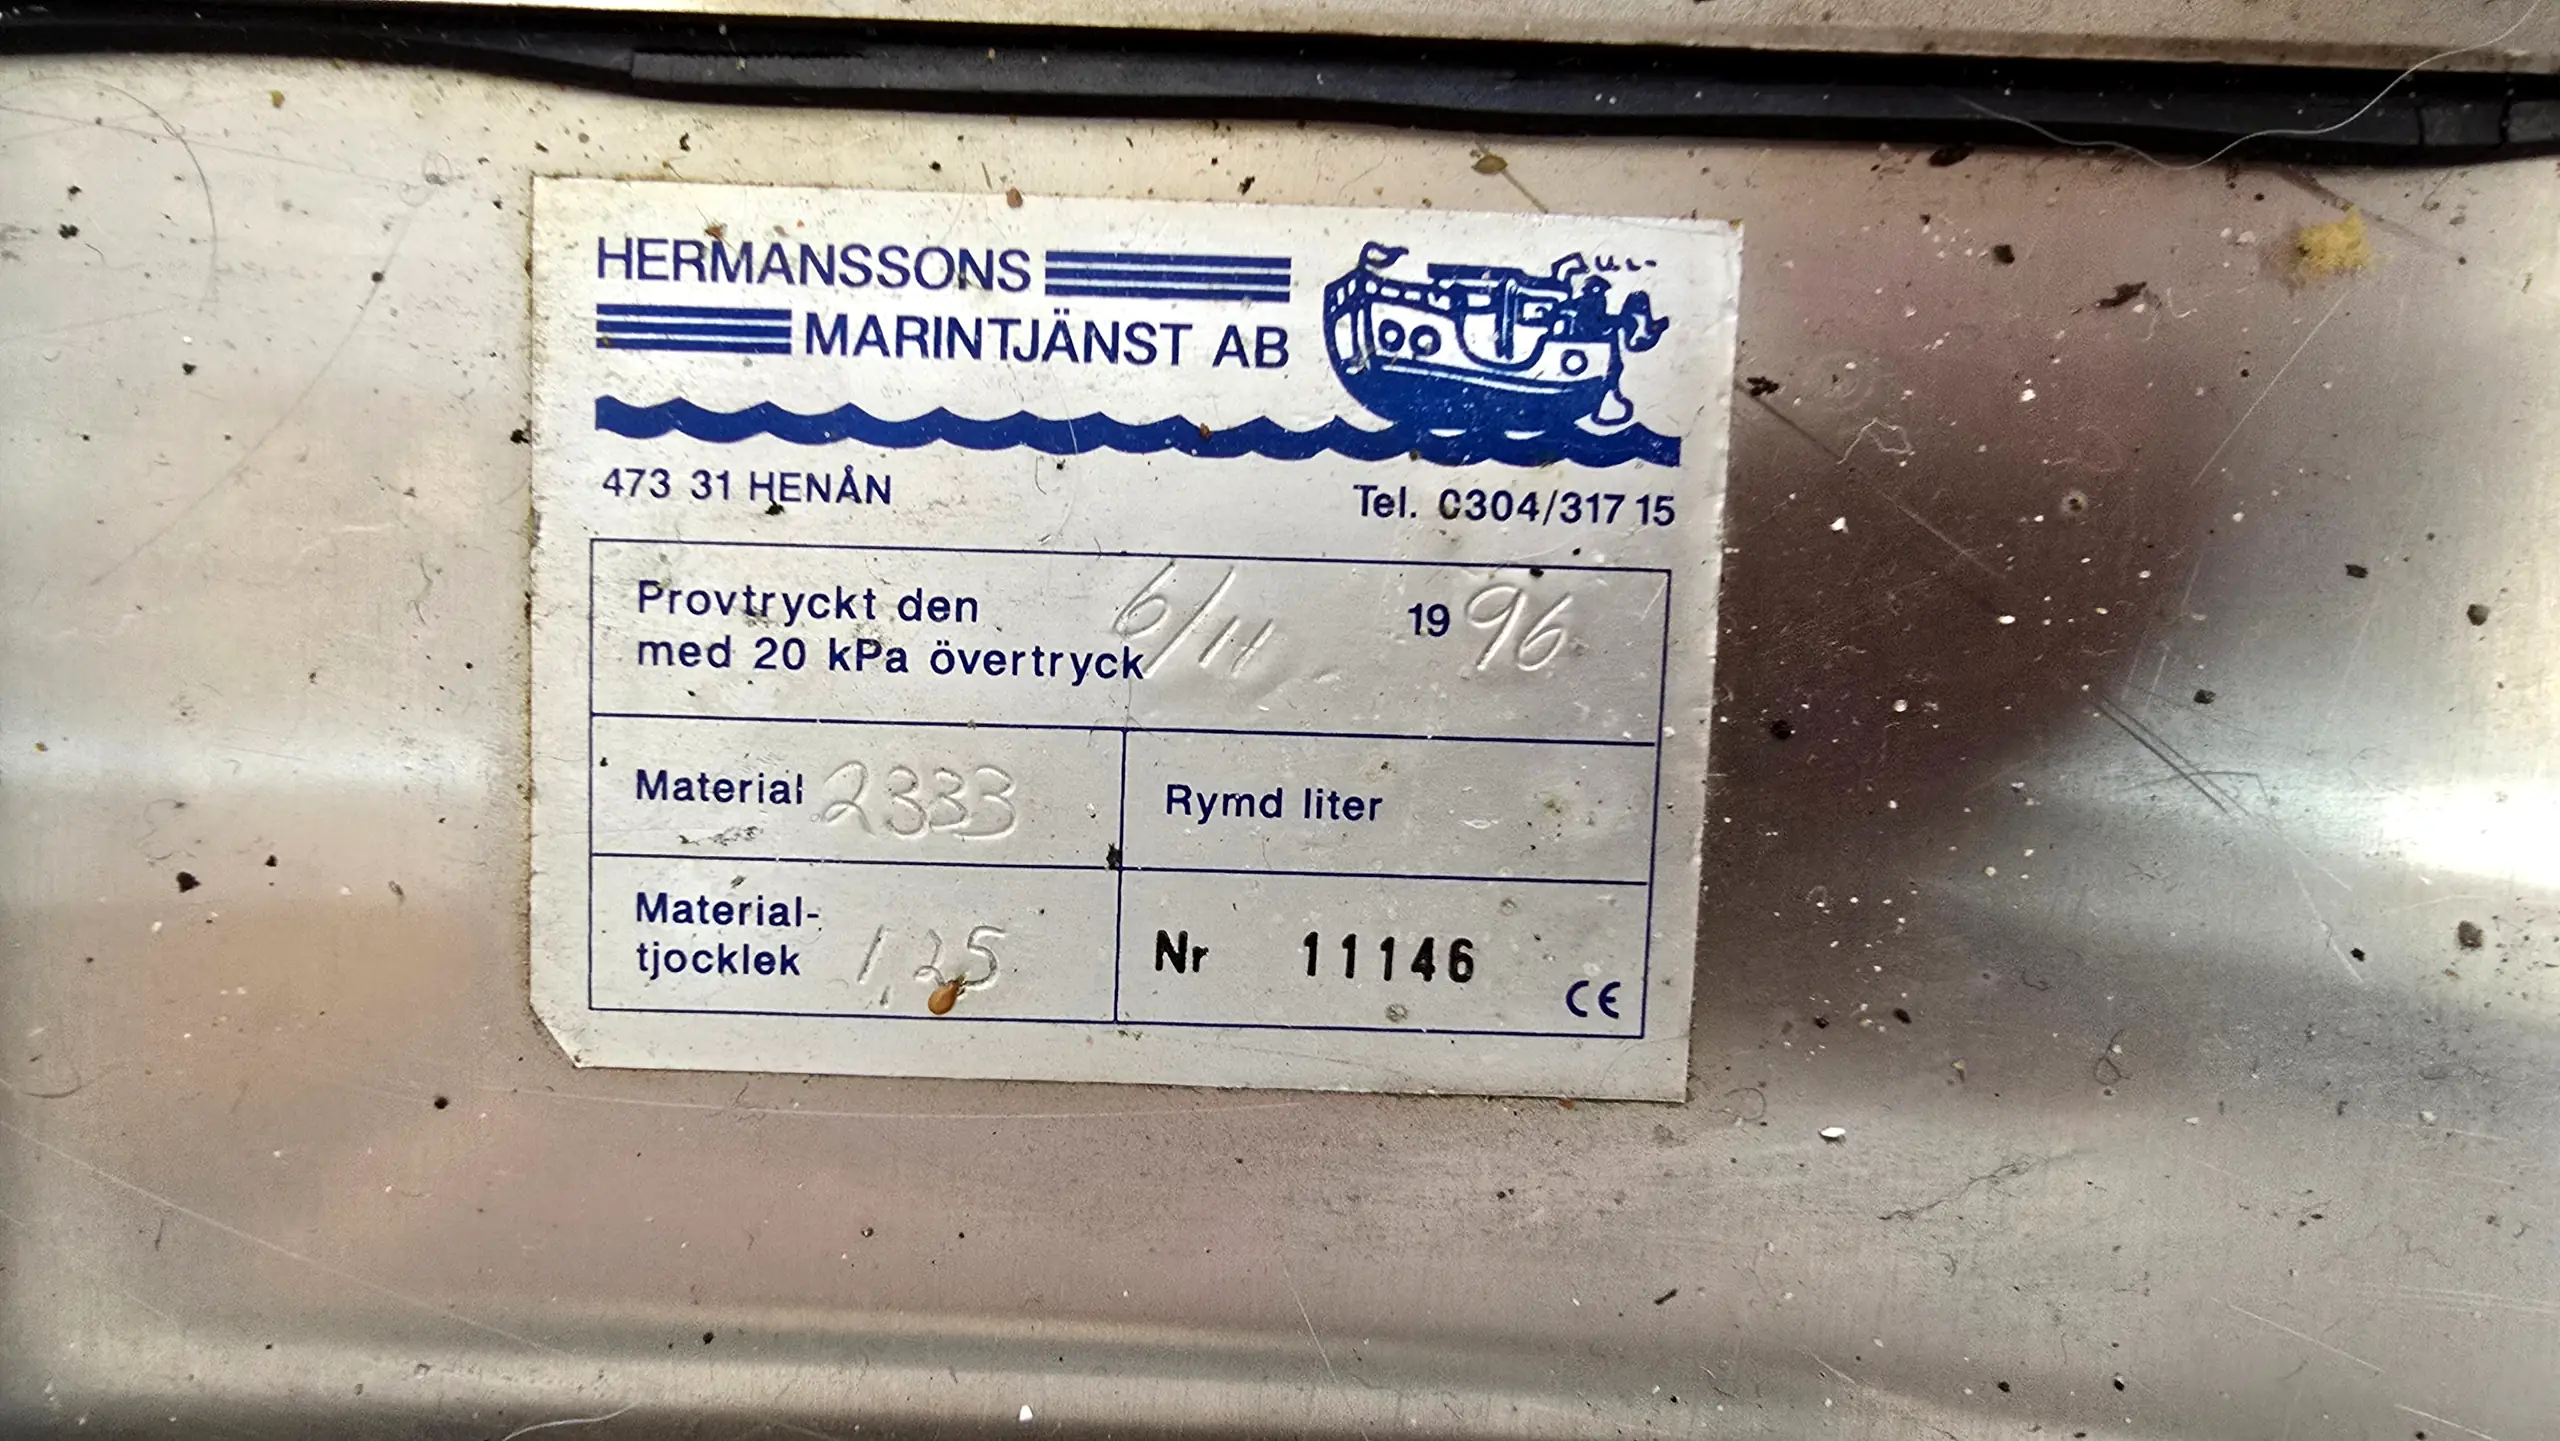 HERMANSSONS
MARINTJÄNST AB
473 31 HENÅN Tel. 0304/317 15
Provtryckt den 6/11 1996
med 20 kPa övertryck
Material 2333
Rymd liter
Material-
tjocklek 1,25
Nr 11146
CE